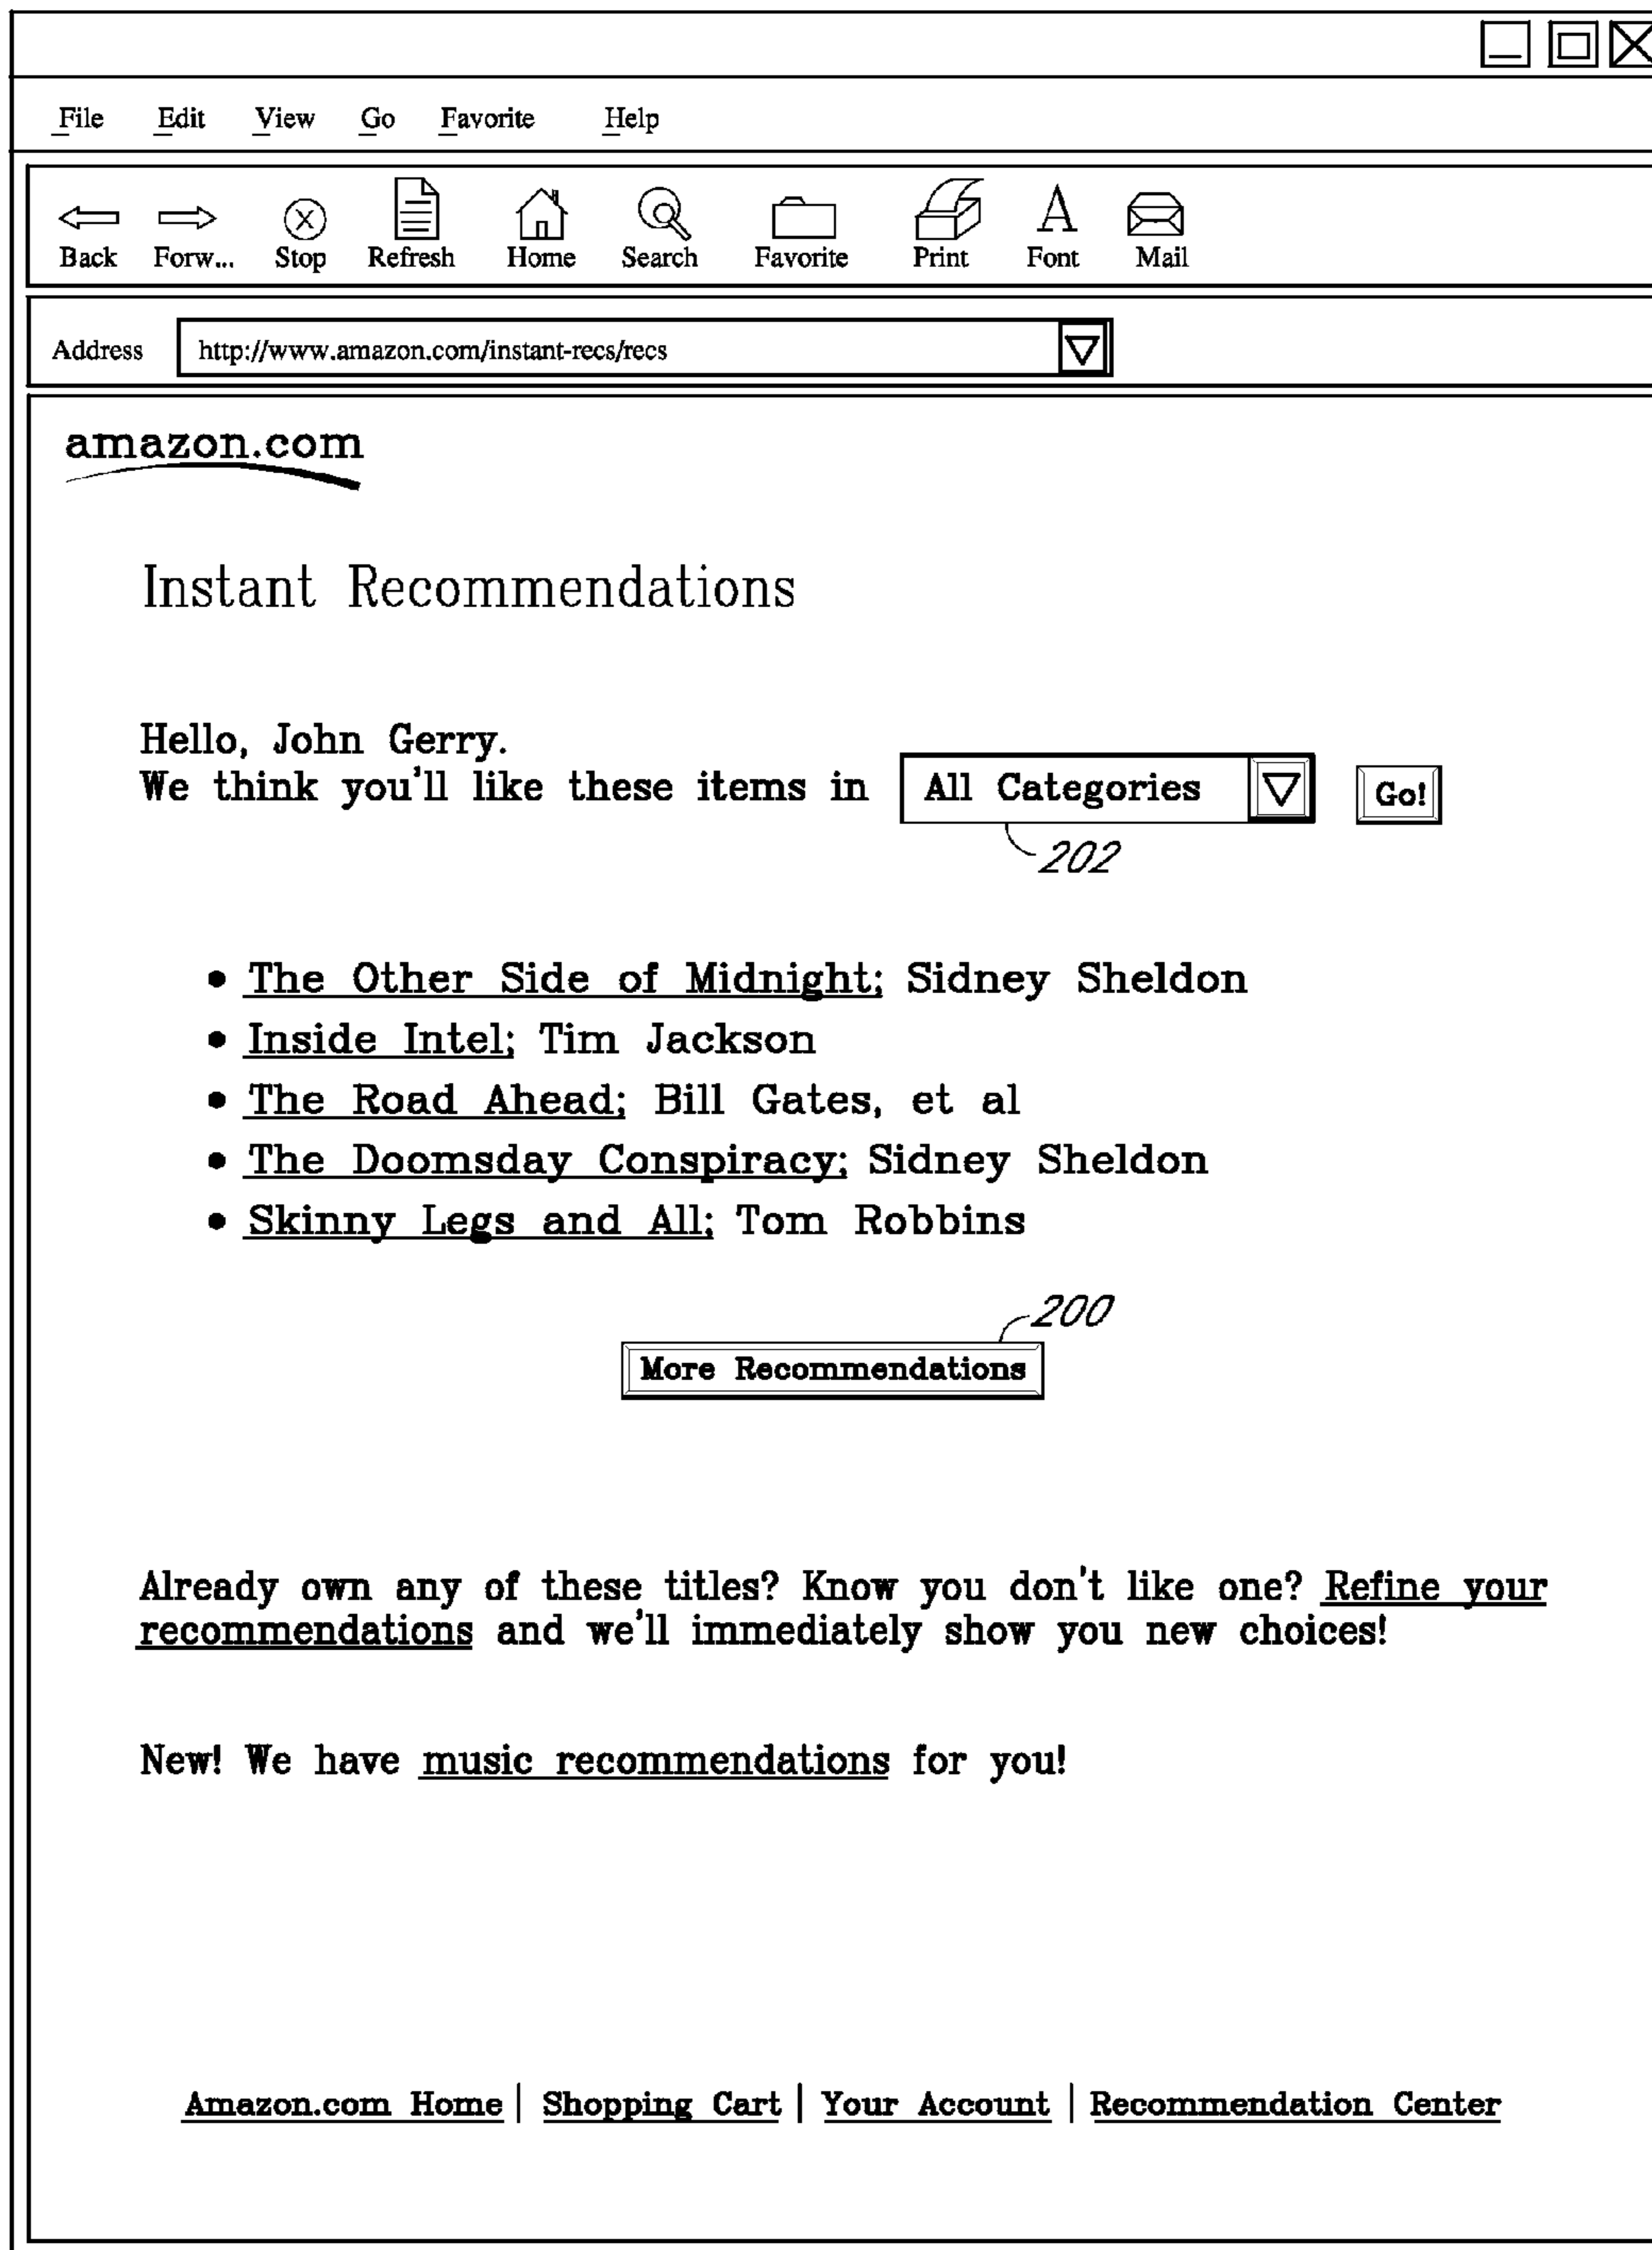 File Edit View Go Favorite Help
Back Forw... Stop Refresh Home Search Favorite Print Font Mail
Address http://www.amazon.com/instant-recs/recs
amazon.com
Instant Recommendations
Hello, John Gerry.
We think you'll like these items in All Categories Go!
202
• The Other Side of Midnight; Sidney Sheldon
• Inside Intel; Tim Jackson
• The Road Ahead; Bill Gates, et al
• The Doomsday Conspiracy; Sidney Sheldon
• Skinny Legs and All; Tom Robbins
200
More Recommendations
Already own any of these titles? Know you don't like one? Refine your
recommendations and we'll immediately show you new choices!
New! We have music recommendations for you!
Amazon.com Home | Shopping Cart | Your Account | Recommendation Center